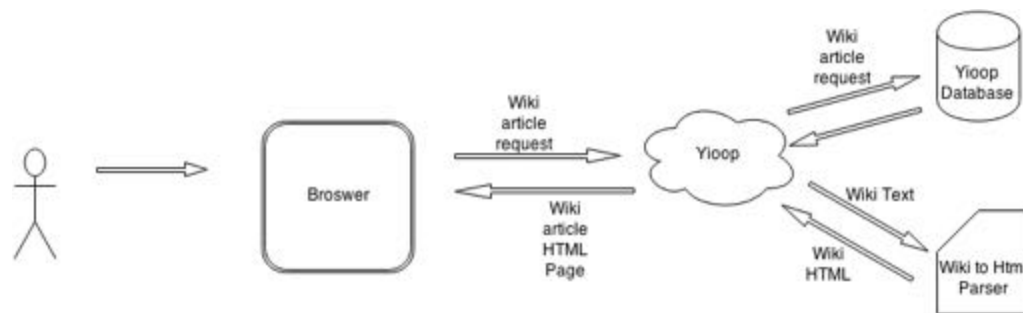 Wiki
article
request
Yioop
Database
Wiki
article
request
Yioop
Broswer
Wiki Text
Wiki
article
HTML
Page
Wiki
HTML
Wiki to Htm
Parser